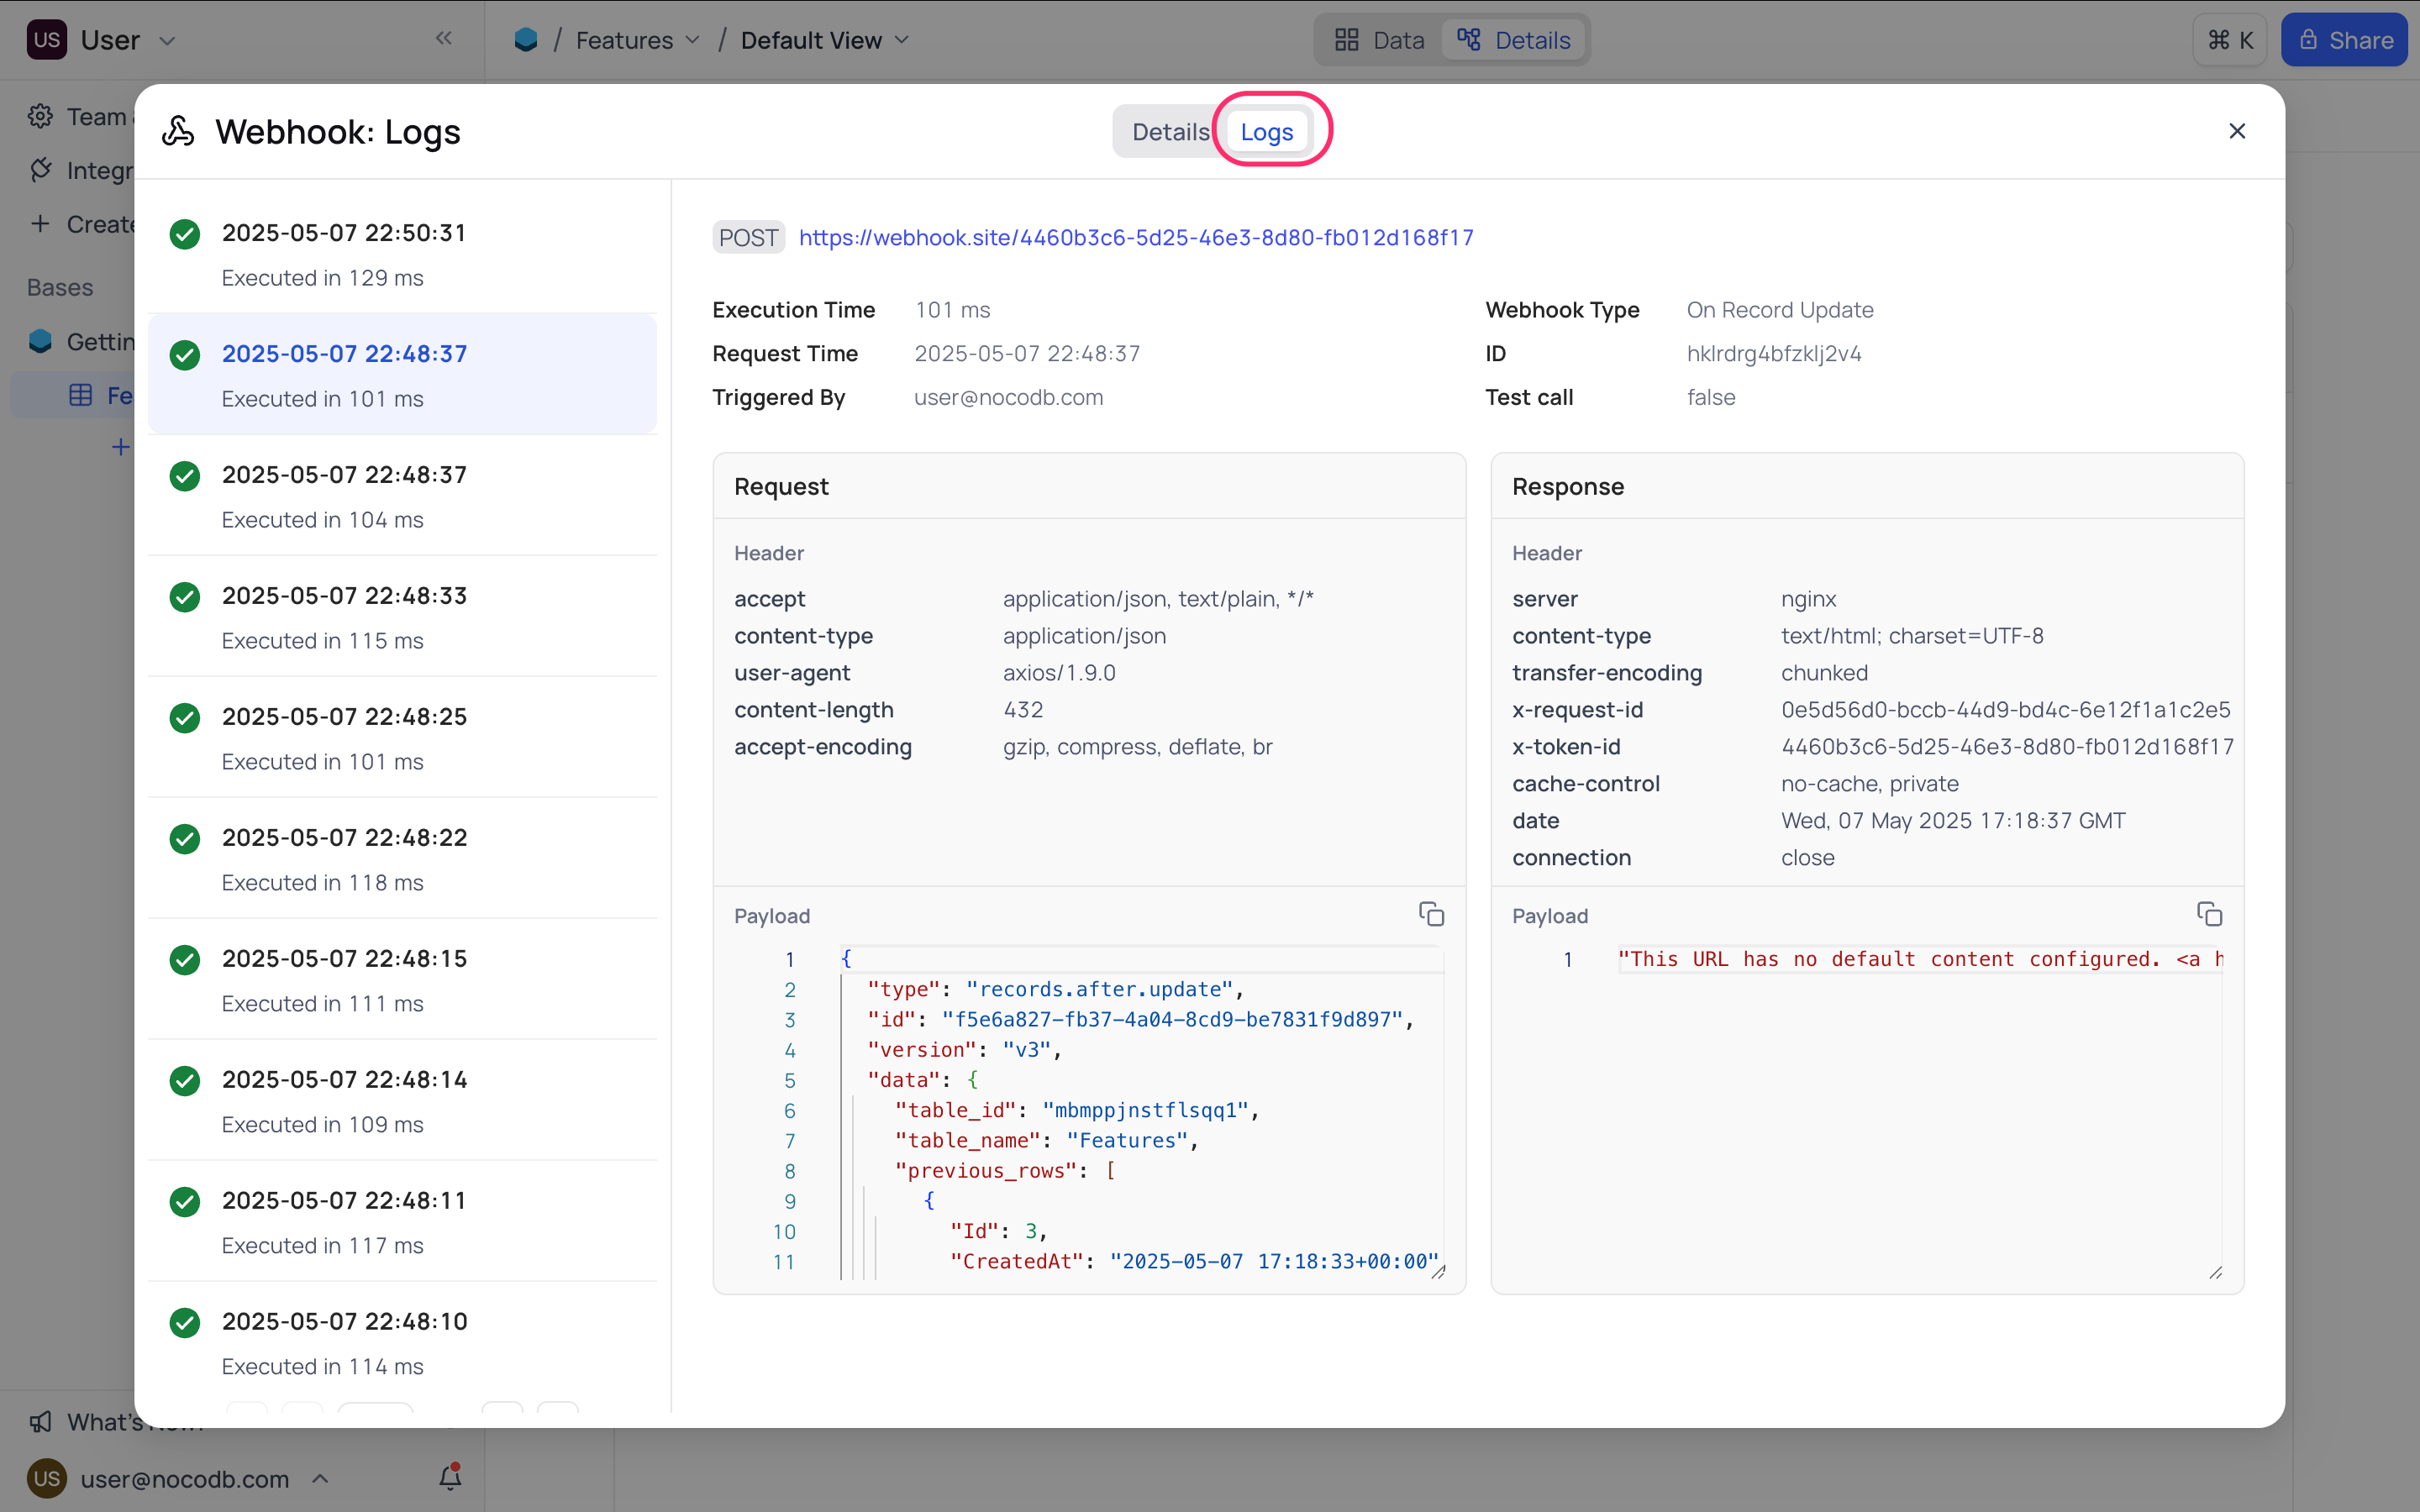 US User
Features / Default View
Data Details
⌘ K Share
Team
Integr
Create
Bases
Gettin
Fe
What's New!
US user@nocodb.com
Webhook: Logs
Details Logs
2025-05-07 22:50:31
Executed in 129 ms
2025-05-07 22:48:37
Executed in 101 ms
2025-05-07 22:48:37
Executed in 104 ms
2025-05-07 22:48:33
Executed in 115 ms
2025-05-07 22:48:25
Executed in 101 ms
2025-05-07 22:48:22
Executed in 118 ms
2025-05-07 22:48:15
Executed in 111 ms
2025-05-07 22:48:14
Executed in 109 ms
2025-05-07 22:48:11
Executed in 117 ms
2025-05-07 22:48:10
Executed in 114 ms
POST https://webhook.site/4460b3c6-5d25-46e3-8d80-fb012d168f17
Execution Time 101 ms
Request Time 2025-05-07 22:48:37
Triggered By user@nocodb.com
Webhook Type On Record Update
ID hklrdrg4bfzklj2v4
Test call false
Request
Header
accept application/json, text/plain, */*
content-type application/json
user-agent axios/1.9.0
content-length 432
accept-encoding gzip, compress, deflate, br
Payload
1 {
2 "type": "records.after.update",
3 "id": "f5e6a827-fb37-4a04-8cd9-be7831f9d897",
4 "version": "v3",
5 "data": {
6 "table_id": "mbmppjnstflsqq1",
7 "table_name": "Features",
8 "previous_rows": [
9 {
10 "Id": 3,
11 "CreatedAt": "2025-05-07 17:18:33+00:00"
Response
Header
server nginx
content-type text/html; charset=UTF-8
transfer-encoding chunked
x-request-id 0e5d56d0-bccb-44d9-bd4c-6e12f1a1c2e5
x-token-id 4460b3c6-5d25-46e3-8d80-fb012d168f17
cache-control no-cache, private
date Wed, 07 May 2025 17:18:37 GMT
connection close
Payload
1 "This URL has no default content configured. <a h